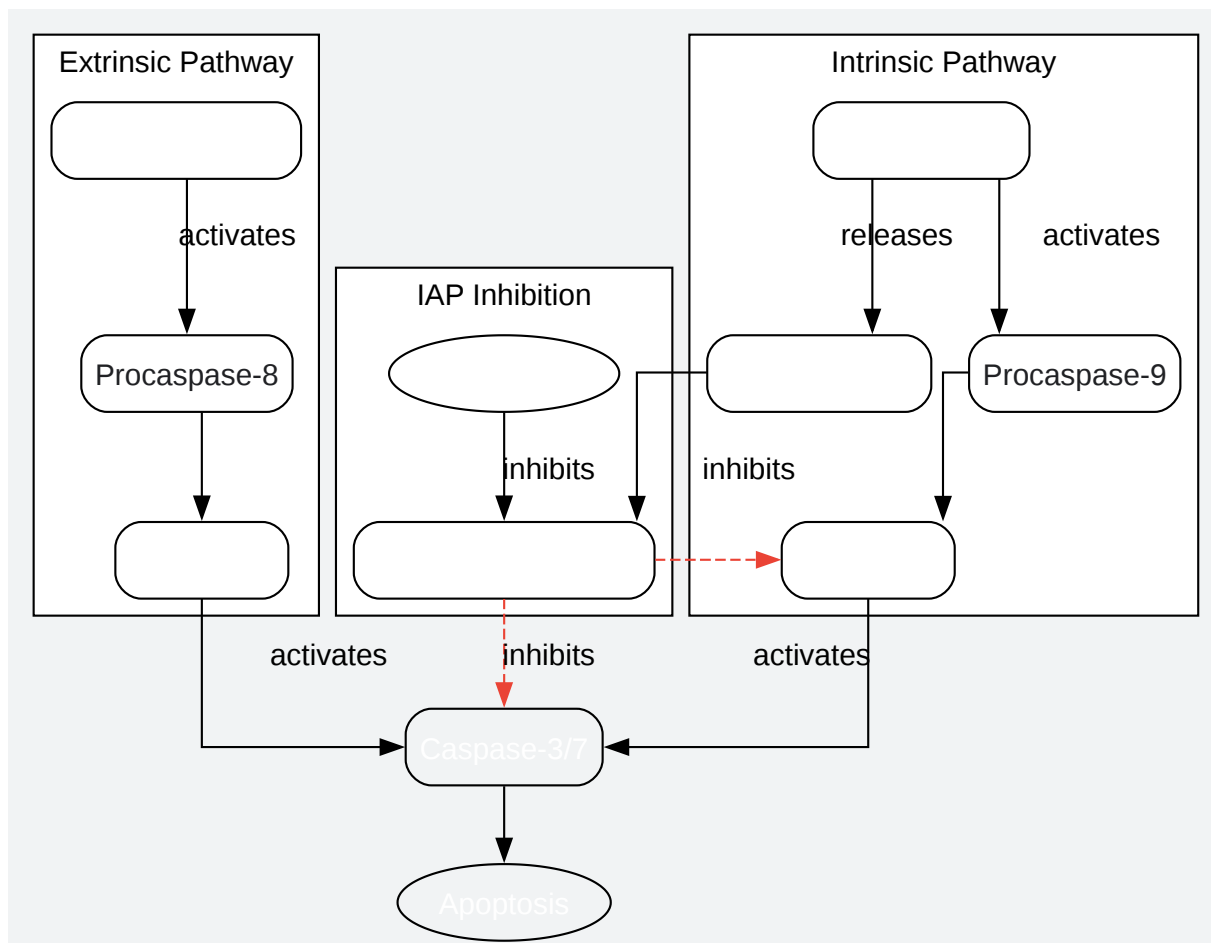 Extrinsic Pathway
Intrinsic Pathway
activates
releases
activates
IAP Inhibition
Procaspase-8
Procaspase-9
inhibits
inhibits
activates
inhibits
activates
Caspase-3/7
Apoptosis